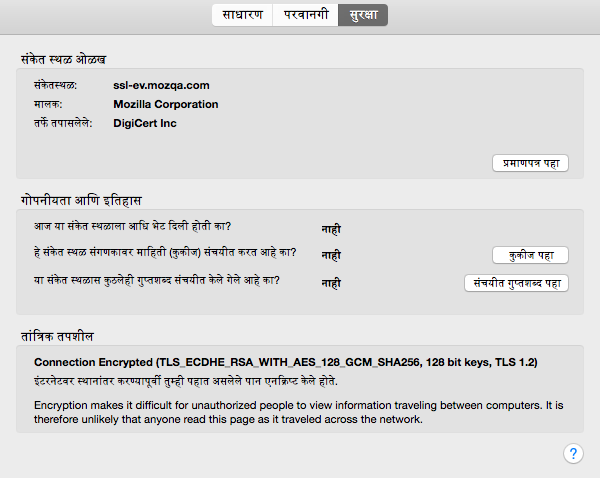 साधारण परवानगी सुरक्षा
संकेत स्थळ ओळख
संकेतस्थळ: ssl-ev.mozqa.com
मालक: Mozilla Corporation
तर्फे तपासलेले: DigiCert Inc
प्रमाणपत्र पहा
गोपनीयता आणि इतिहास
आज या संकेत स्थळाला आधि भेट दिली होती का? नाही
हे संकेत स्थळ संगणकावर माहिती (कुकीज) संचयीत करत आहे का? नाही कुकीज पहा
या संकेत स्थळास कुठलेही गुप्तशब्द संचयीत केले गेले आहे का? नाही संचयीत गुप्तशब्द पहा
तांत्रिक तपशील
Connection Encrypted (TLS_ECDHE_RSA_WITH_AES_128_GCM_SHA256, 128 bit keys, TLS 1.2)
इंटरनेटवर स्थानांतर करण्यापूर्वी तुम्ही पहात असलेले पान एनक्रिप्ट केले होते.
Encryption makes it difficult for unauthorized people to view information traveling between computers. It is
therefore unlikely that anyone read this page as it traveled across the network.
?